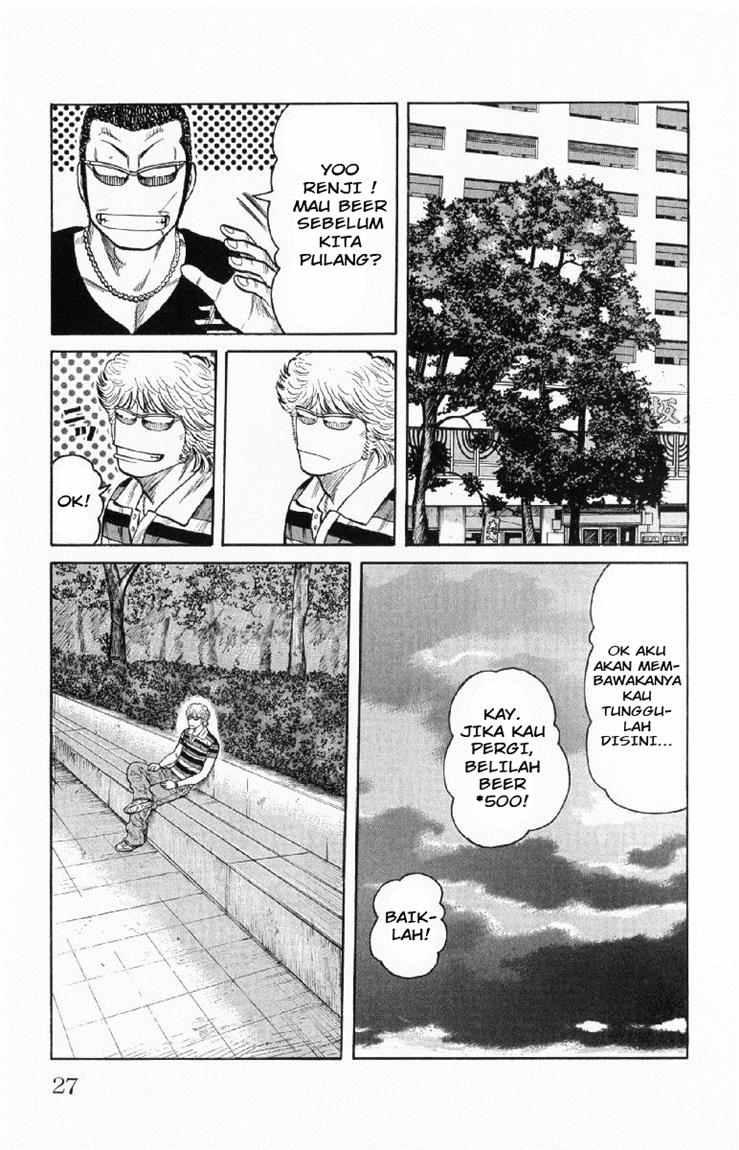 YOO
RENJI !
MAU BEER
SEBELUM
KITA
PULANG?
OK!
OK AKU
AKAN MEM-
BAWAKANYA
KAU
TUNGGU-
LAH
DISINI...
KAY.
JIKA KAU
PERGI,
BELILAH
BEER
*500!
BAIK-
LAH!
27